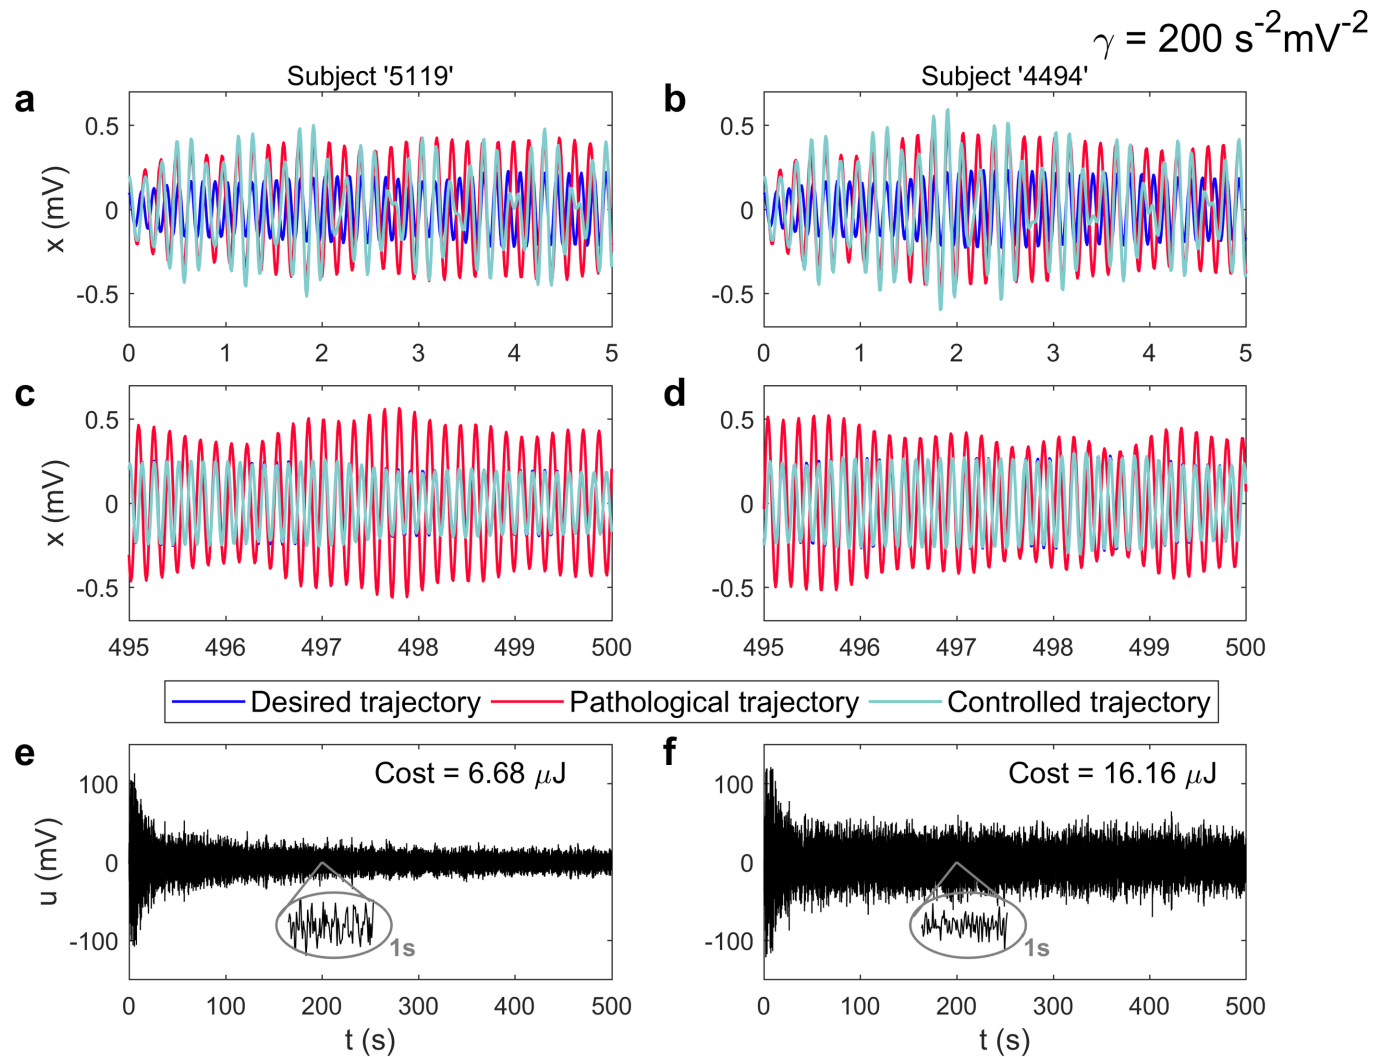 γ = 200 s⁻²mV⁻²
Subject '5119'
Subject '4494'
a
b
x (mV)
0.5
0
-0.5
0 1 2 3 4 5
0.5
0
-0.5
0 1 2 3 4 5
c
d
x (mV)
0.5
0
-0.5
495 496 497 498 499 500
0.5
0
-0.5
495 496 497 498 499 500
Desired trajectory Pathological trajectory Controlled trajectory
e
f
u (mV)
100
0
-100
Cost = 6.68 μJ
1s
0 100 200 300 400 500
t (s)
100
0
-100
Cost = 16.16 μJ
1s
0 100 200 300 400 500
t (s)